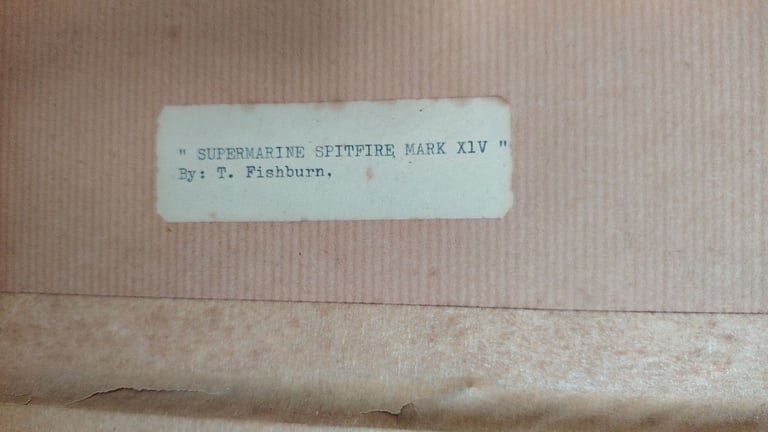 " SUPERMARINE SPITFIRE MARK X1V "
By: T. Fishburn,